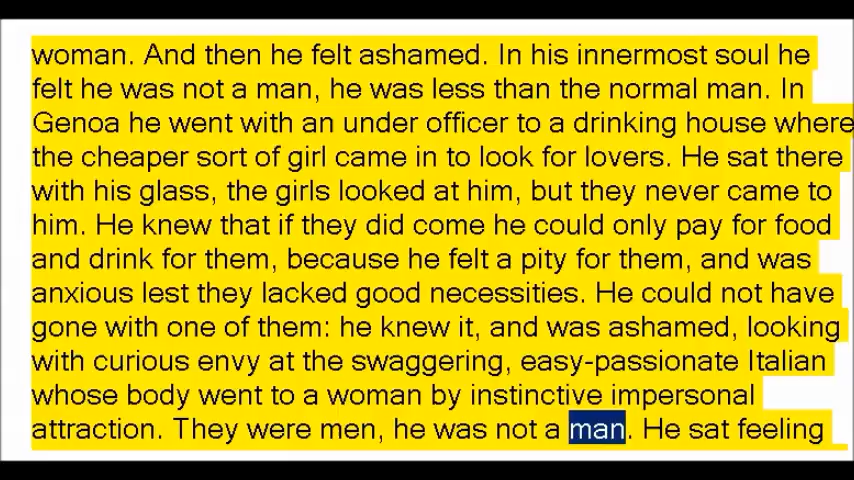 woman. And then he felt ashamed. In his innermost soul he
felt he was not a man, he was less than the normal man. In
Genoa he went with an under officer to a drinking house where
the cheaper sort of girl came in to look for lovers. He sat there
with his glass, the girls looked at him, but they never came to
him. He knew that if they did come he could only pay for food
and drink for them, because he felt a pity for them, and was
anxious lest they lacked good necessities. He could not have
gone with one of them: he knew it, and was ashamed, looking
with curious envy at the swaggering, easy-passionate Italian
whose body went to a woman by instinctive impersonal
attraction. They were men, he was not a man. He sat feeling